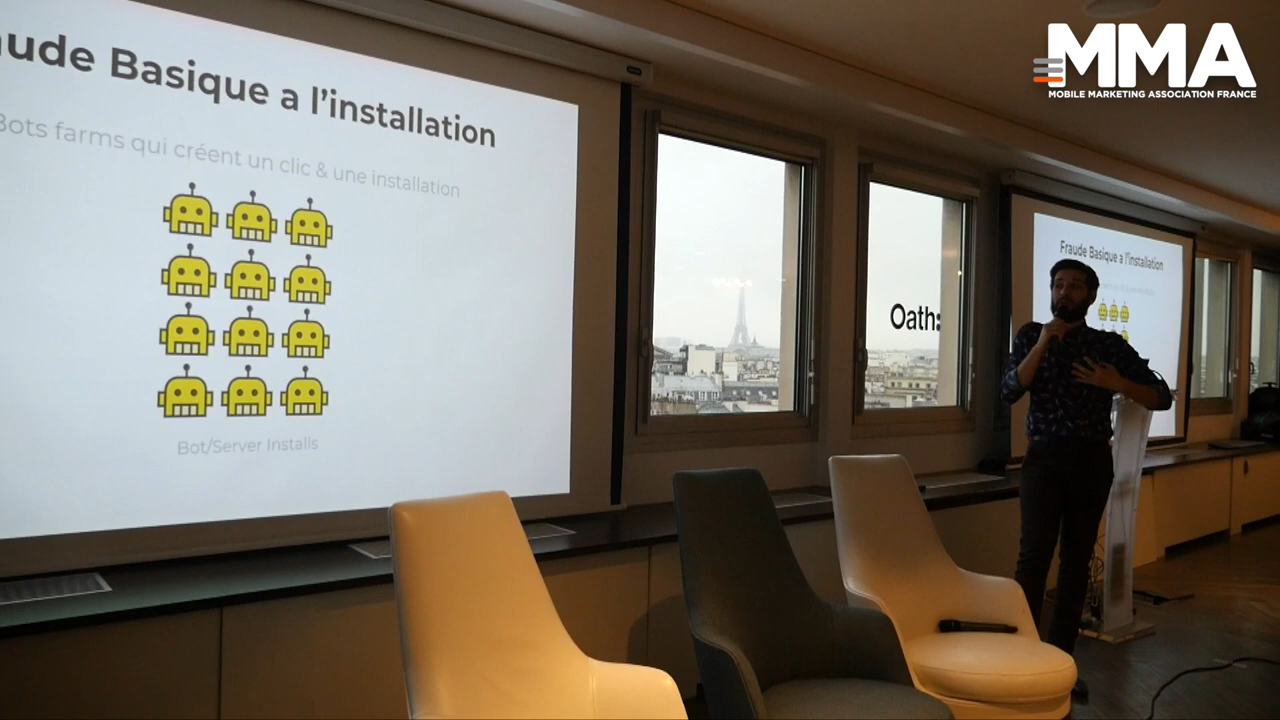 MMA
MOBILE MARKETING ASSOCIATION FRANCE
Basique a l'installation
Bots farms qui créent un clic & une installation
Bot/Server Installs
Oath:
Fraude Basique a l'installation